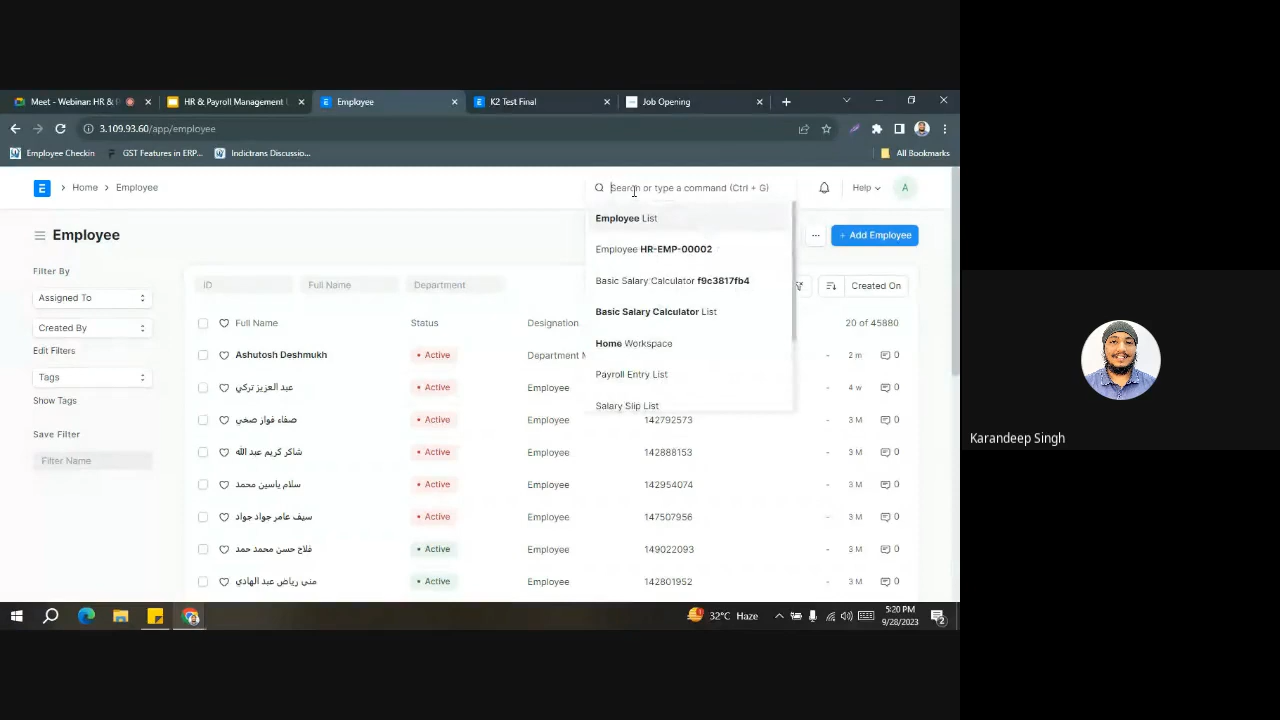 Meet - Webinar: HR & P
HR & Payroll Management
Employee
K2 Test Final
Job Opening
3.109.93.60/app/employee
Employee Checkin
GST Features in ERP...
Indictrans Discussio...
All Bookmarks
E
Home
Employee
Search or type a command (Ctrl + G)
Help
A
Employee List
Employee HR-EMP-00002
Basic Salary Calculator f9c3817fb4
Basic Salary Calculator List
Home Workspace
Payroll Entry List
Salary Slip List
Employee
...
+ Add Employee
Filter By
Assigned To
Created By
Edit Filters
Tags
Show Tags
Save Filter
Filter Name
ID
Full Name
Department
Created On
Full Name
Status
Designation
20 of 45880
Ashutosh Deshmukh
Active
Department M
-
2 m
0
عبد العزيز تركي
Active
Employee
-
4 w
0
صفاء فواز صحي
Active
Employee
142792573
-
3 M
0
شاكر كريم عبد الله
Active
Employee
142888153
-
3 M
0
سلام ياسين محمد
Active
Employee
142954074
-
3 M
0
سيف عامر جواد جواد
Active
Employee
147507956
-
3 M
0
فلاح حسن محمد حمد
Active
Employee
149022093
-
3 M
0
منى رياض عبد الهادي
Active
Employee
142801952
-
3 M
0
32°C Haze
5:20 PM
9/28/2023
2
Karandeep Singh